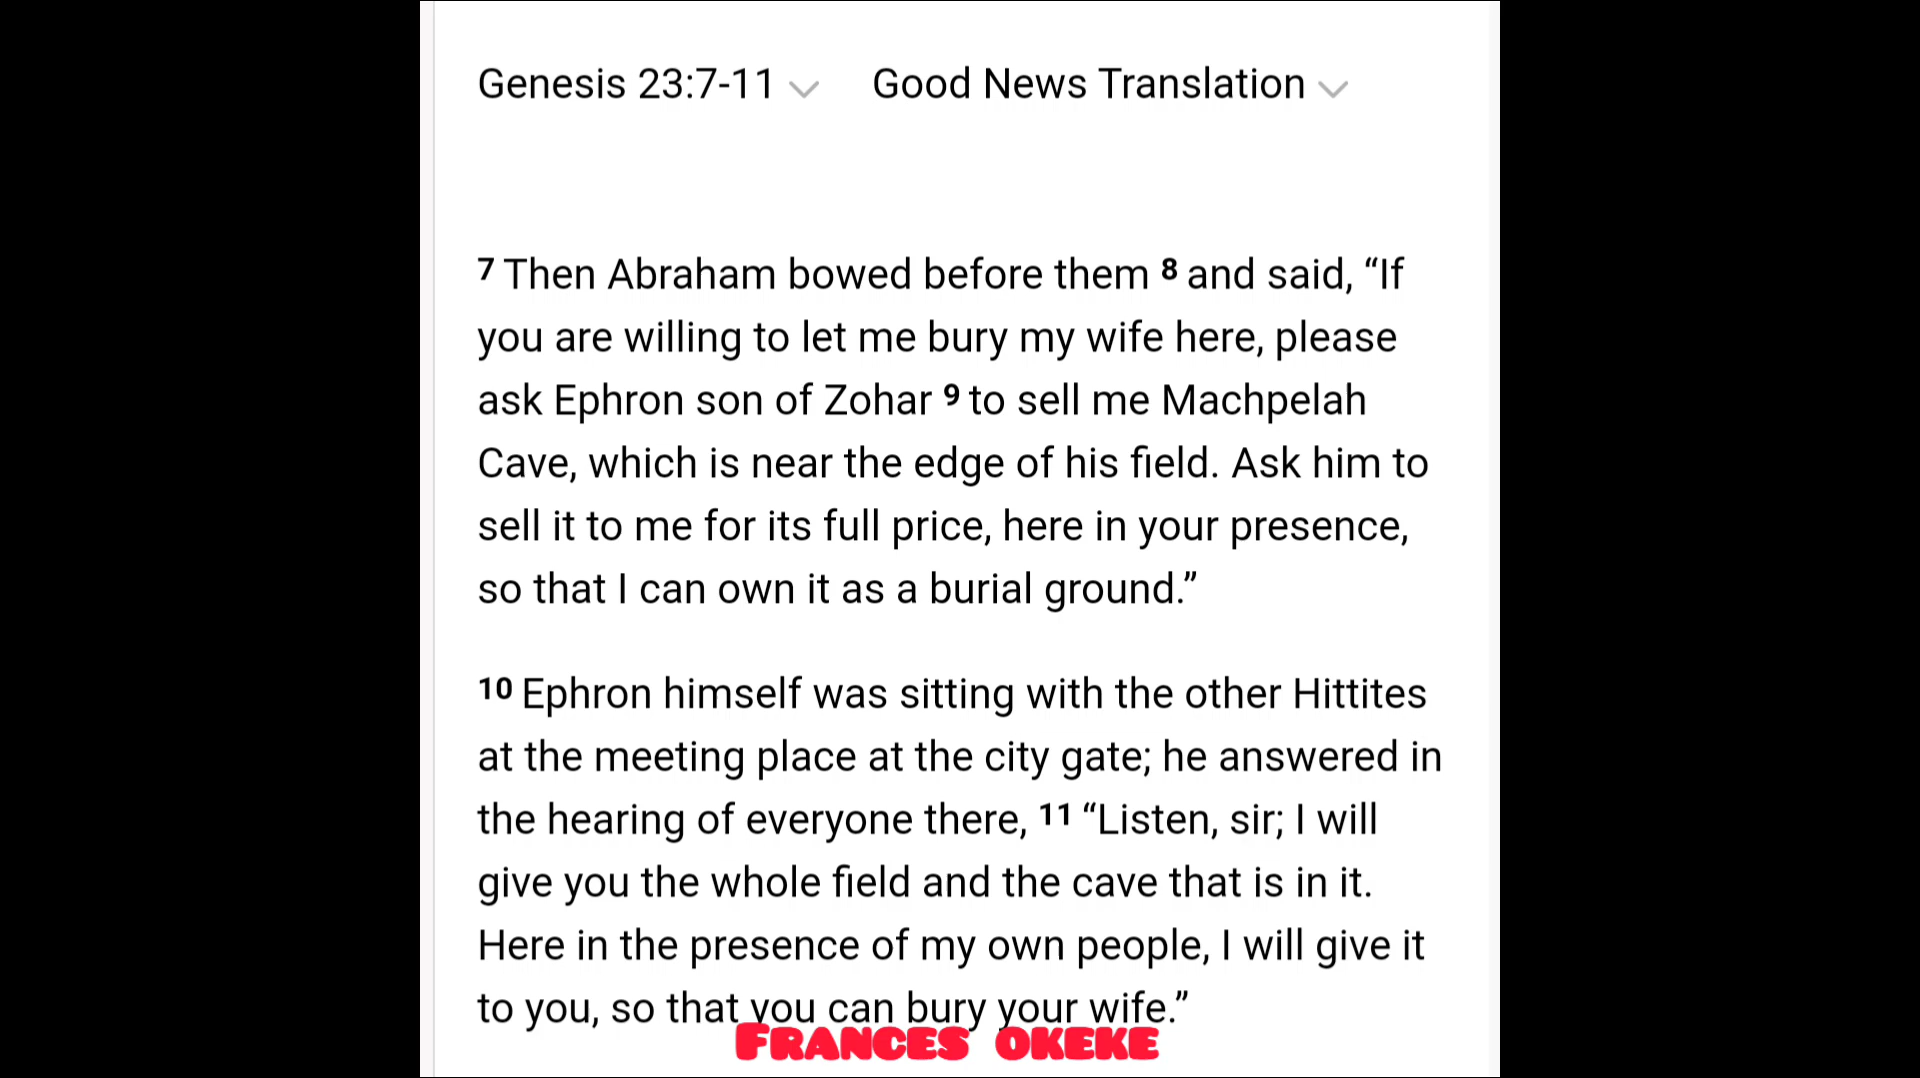 Genesis 23:7-11 Good News Translation
7 Then Abraham bowed before them 8 and said, “If
you are willing to let me bury my wife here, please
ask Ephron son of Zohar 9 to sell me Machpelah
Cave, which is near the edge of his field. Ask him to
sell it to me for its full price, here in your presence,
so that I can own it as a burial ground.”
10 Ephron himself was sitting with the other Hittites
at the meeting place at the city gate; he answered in
the hearing of everyone there, 11 “Listen, sir; I will
give you the whole field and the cave that is in it.
Here in the presence of my own people, I will give it
to you, so that you can bury your wife.”
FRANCES OKEKE